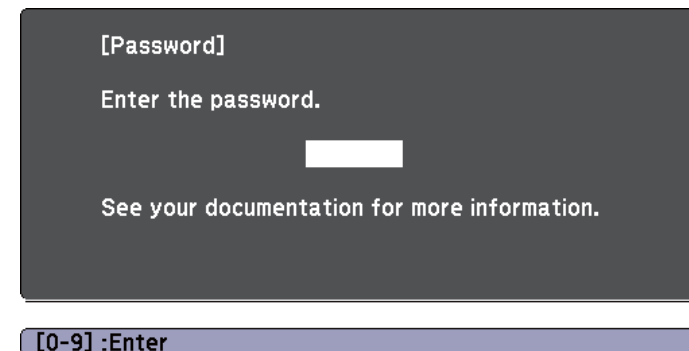 [Password]
Enter the password.
See your documentation for more information.
[0-9] :Enter